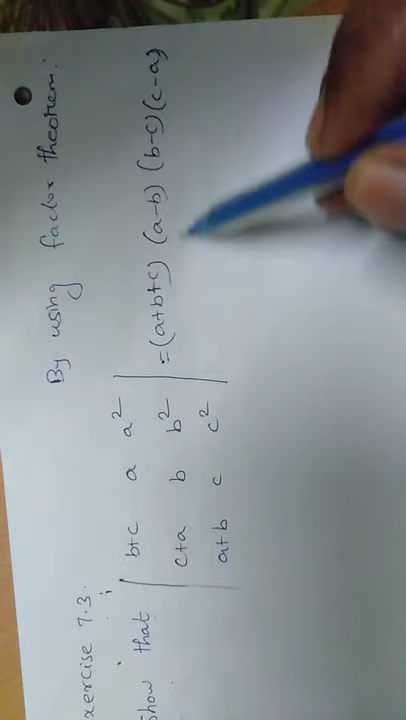 xercise 7.3. By using factor theorem.
Show that | b+c a a² |
| c+a b b² | = (a+b+c) (a-b) (b-c) (c-a)
| a+b c c² |